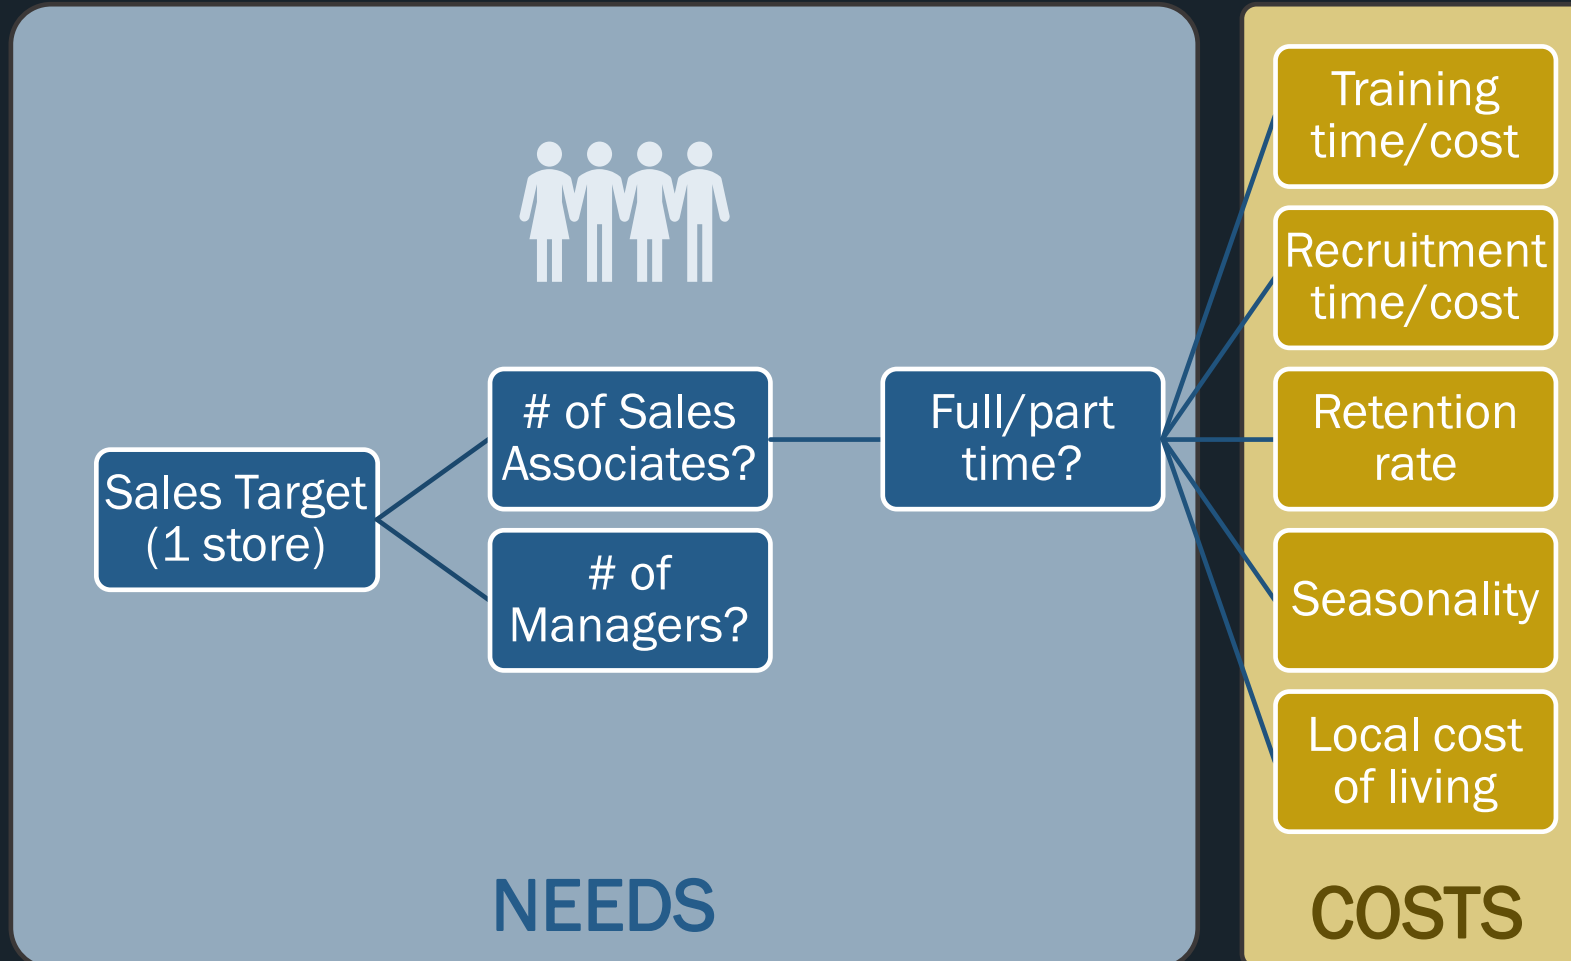 Sales Target
(1 store)
# of Sales
Associates?
# of
Managers?
Full/part
time?
NEEDS
Training
time/cost
Recruitment
time/cost
Retention
rate
Seasonality
Local cost
of living
COSTS